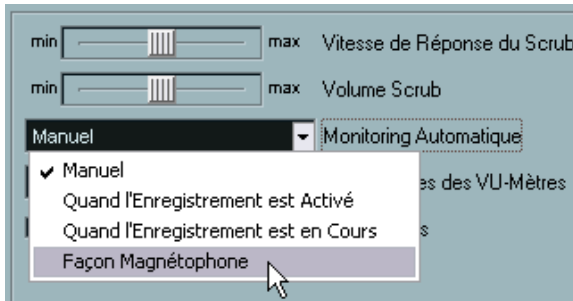 min max Vitesse de Réponse du Scrub
min max Volume Scrub
Manuel Monitoring Automatique
Manuel
es des VU-Mètres
Quand l'Enregistrement est Activé
Quand l'Enregistrement est en Cours
Façon Magnétophone